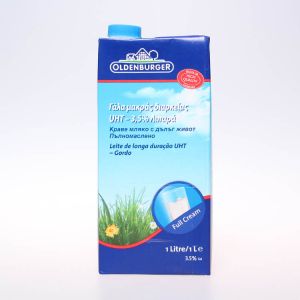 OLDENBURGER
Γάλα μακράς διαρκείας
UHT – 3,5% Λιπαρά
Краве мляко с дълъг живот
Пълномаслено
Leite de longa duração UHT
– Gordo
Full Cream
1 Litre/1 L e
3.5% fat